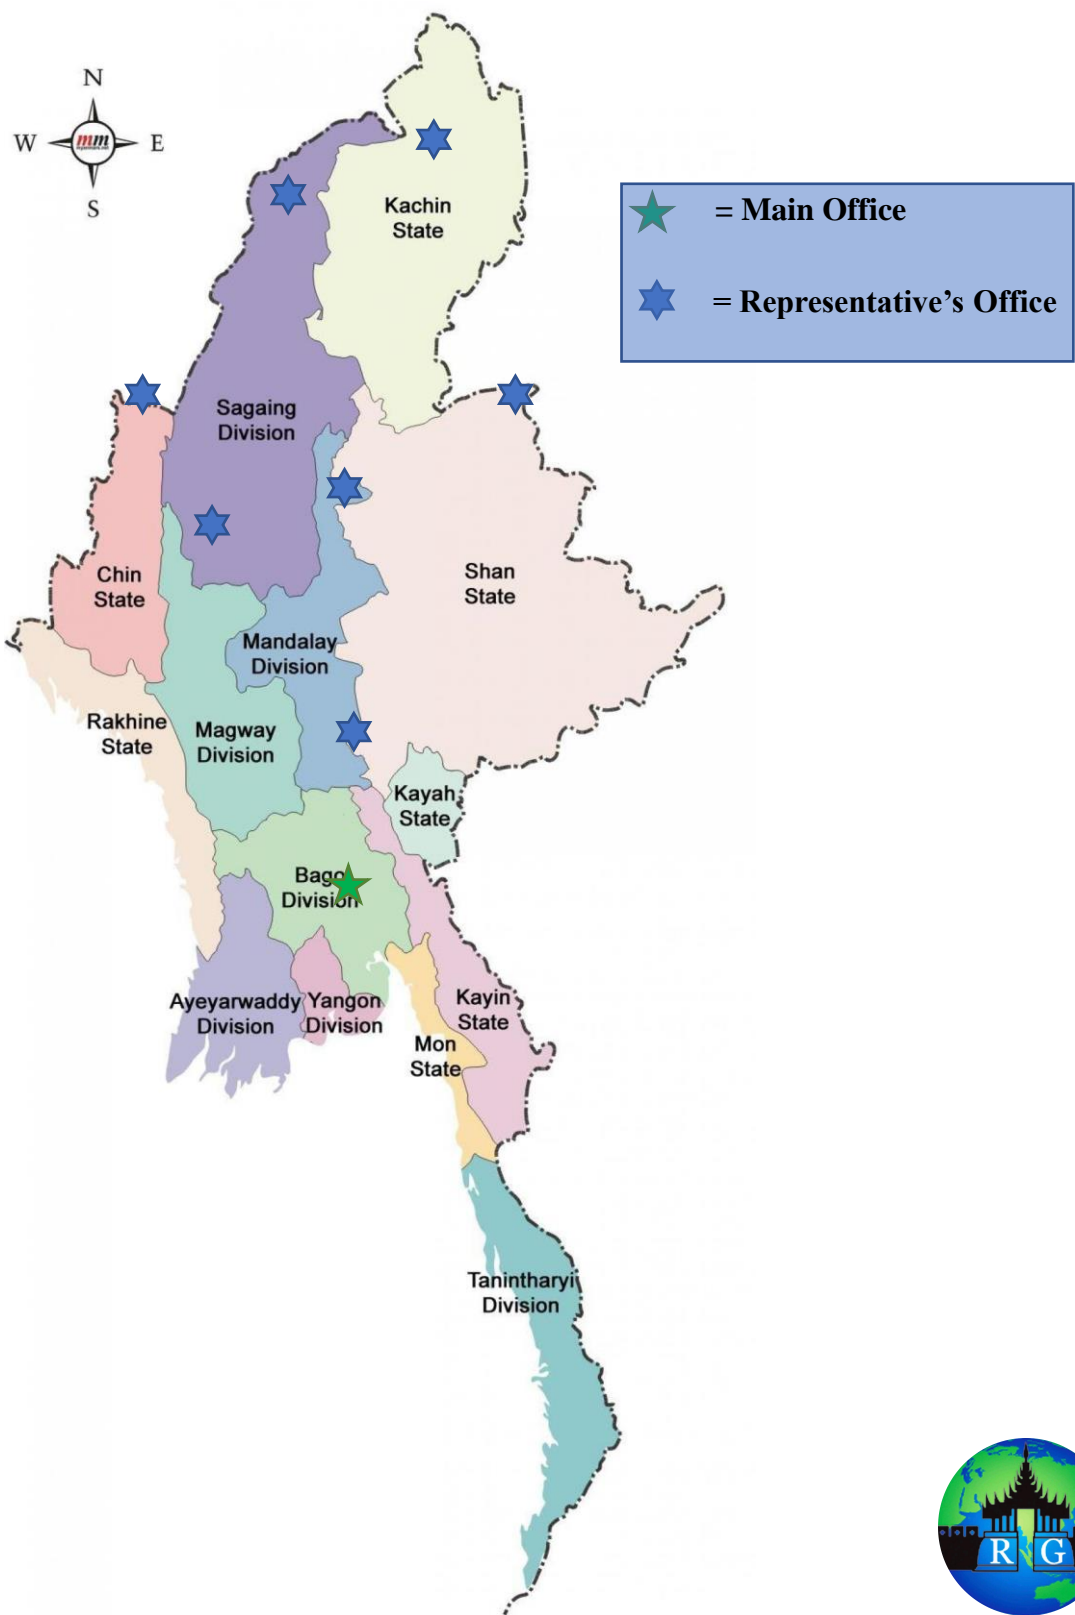 N
W
mm
E
S
Kachin
State
= Main Office
= Representative's Office
Sagaing
Division
Chin
State
Shan
State
Mandalay
Division
Rakhine
State
Magway
Division
Kayah
State
Bago
Division
Ayeyarwaddy
Division
Yangon
Division
Kayin
State
Mon
State
Tanintharyi
Division
R G